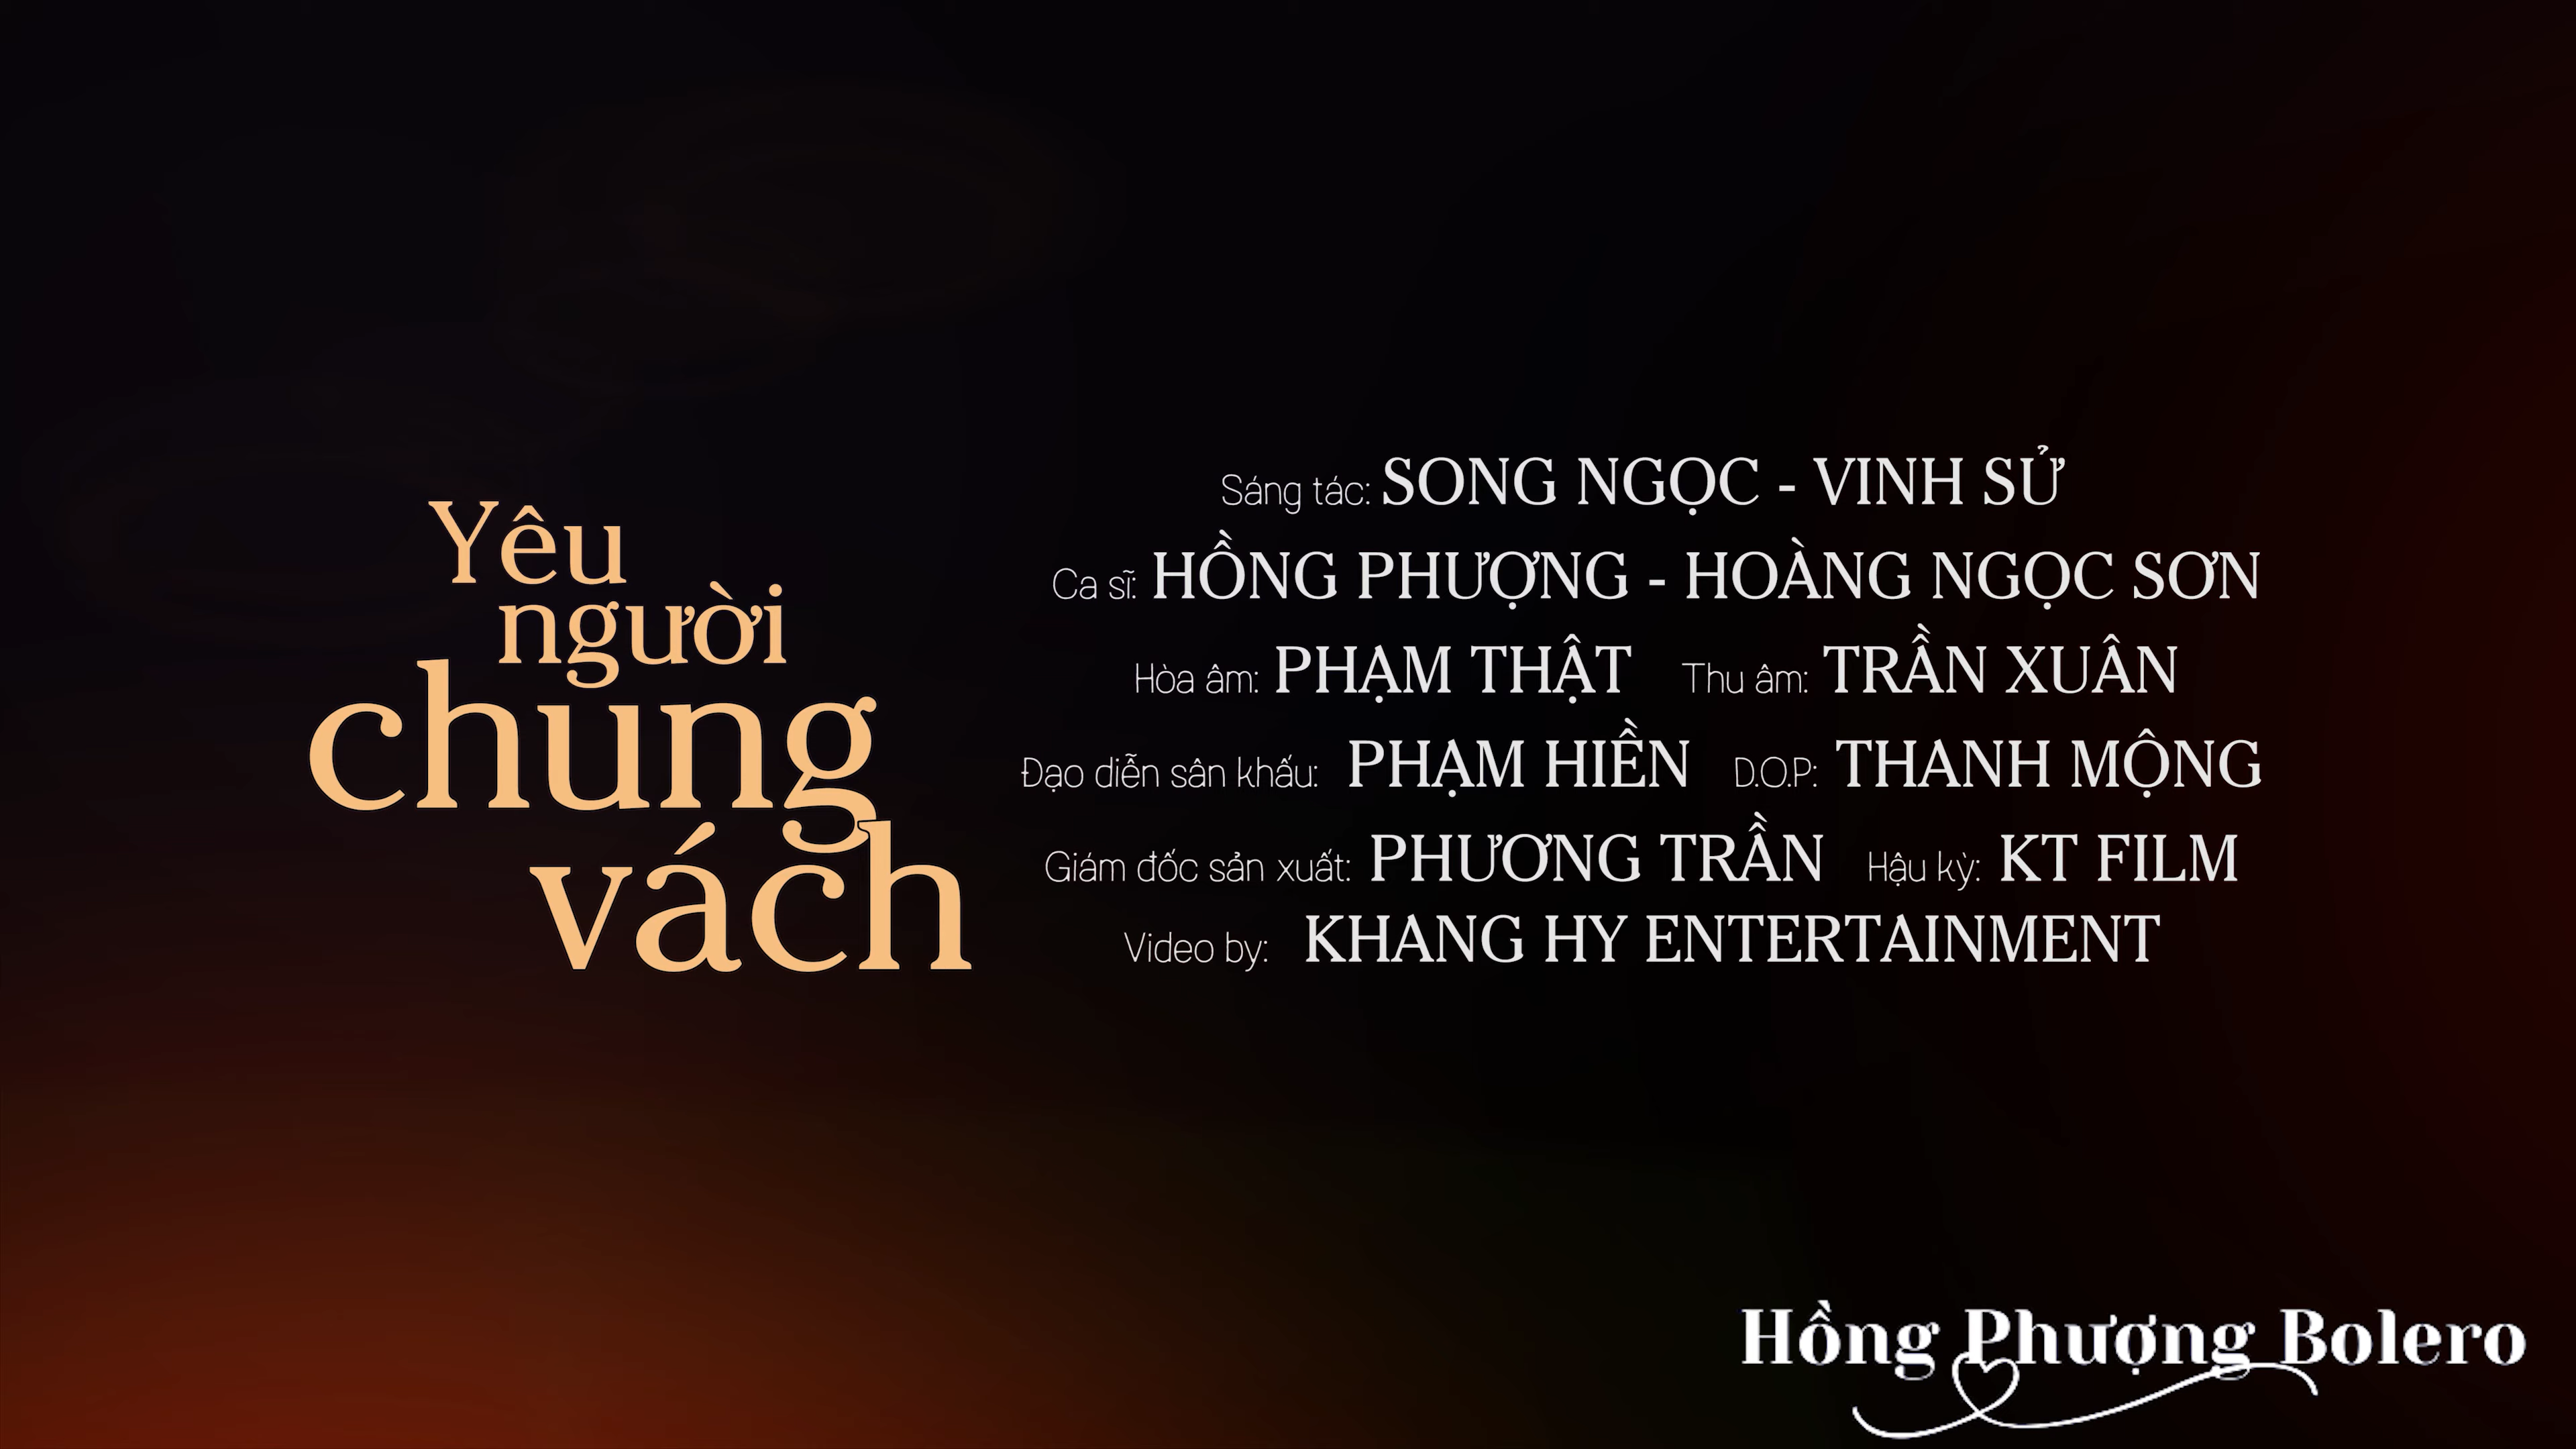 Yêu
người
chung
vách
Sáng tác: SONG NGỌC - VINH SỬ
Ca sĩ: HỒNG PHƯỢNG - HOÀNG NGỌC SƠN
Hòa âm: PHẠM THẬT Thu âm: TRẦN XUÂN
Đạo diễn sân khấu: PHẠM HIỀN D.O.P: THANH MỘNG
Giám đốc sản xuất: PHƯƠNG TRẦN Hậu kỳ: KT FILM
Video by: KHANG HY ENTERTAINMENT
Hồng Phượng Bolero